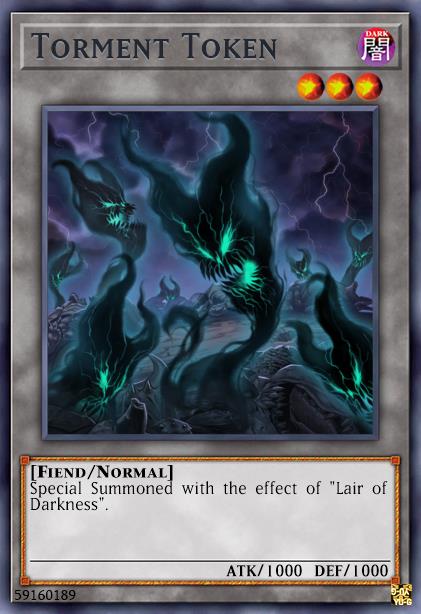 TORMENT TOKEN
DARK
闇
[FIEND/NORMAL]
Special Summoned with the effect of "Lair of
Darkness".
ATK/1000 DEF/1000
59160189